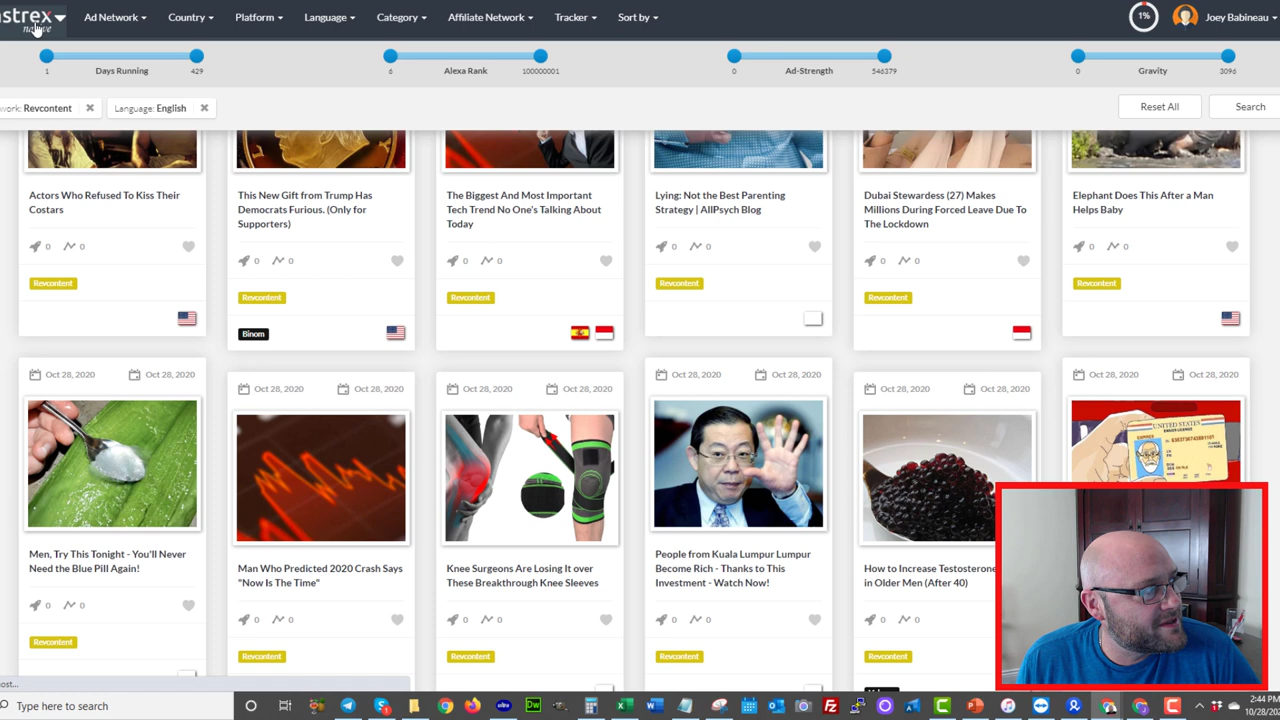 strex
native
Ad Network
Country
Platform
Language
Category
Affiliate Network
Tracker
Sort by
1%
Joey Babineau
1
Days Running
429
6
Alexa Rank
100000001
0
Ad-Strength
546379
0
Gravity
3096
work: Revcontent
Language: English
Reset All
Search
Actors Who Refused To Kiss Their
Costars
0 0
Revcontent
This New Gift from Trump Has
Democrats Furious. (Only for
Supporters)
0 0
Revcontent
Binom
The Biggest And Most Important
Tech Trend No One's Talking About
Today
0 0
Revcontent
Lying: Not the Best Parenting
Strategy | AllPsych Blog
0 0
Revcontent
Dubai Stewardess (27) Makes
Millions During Forced Leave Due To
The Lockdown
0 0
Revcontent
Elephant Does This After a Man
Helps Baby
0 0
Revcontent
Oct 28, 2020 Oct 28, 2020
Men, Try This Tonight - You'll Never
Need the Blue Pill Again!
0 0
Revcontent
Oct 28, 2020 Oct 28, 2020
Man Who Predicted 2020 Crash Says
"Now Is The Time"
0 0
Revcontent
Oct 28, 2020 Oct 28, 2020
Knee Surgeons Are Losing It over
These Breakthrough Knee Sleeves
0 0
Revcontent
Oct 28, 2020 Oct 28, 2020
People from Kuala Lumpur Lumpur
Become Rich - Thanks to This
Investment - Watch Now!
0 0
Revcontent
Oct 28, 2020 Oct 28, 2020
How to Increase Testosterone
in Older Men (After 40)
0 0
Revcontent
Oct 28, 2020 Oct 28, 2020
UNITED STATES
DRIVER LICENSE
ost...
Type here to search
2:44 PM
10/28/202